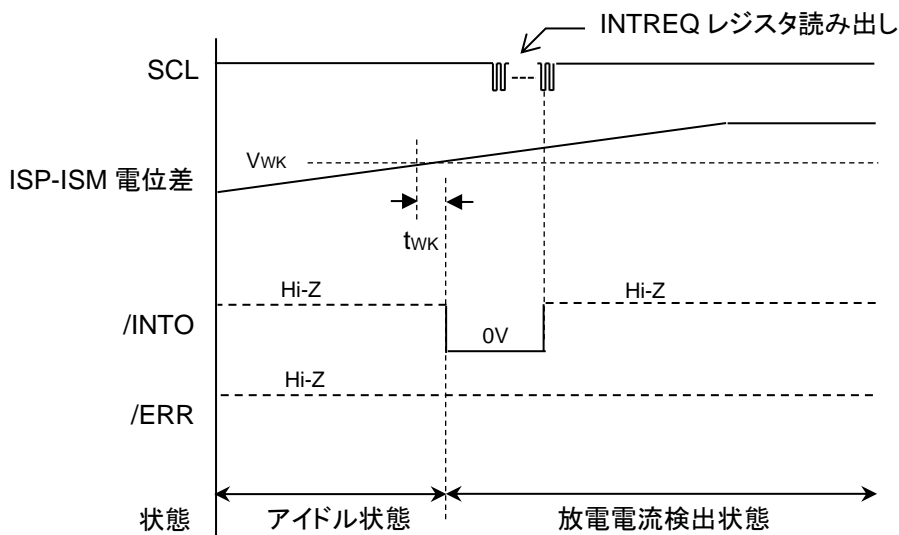 INTREQ レジスタ読み出し
SCL
VWK
ISP-ISM 電位差
tWK
Hi-Z
Hi-Z
/INTO
0V
Hi-Z
/ERR
状態
アイドル状態
放電電流検出状態